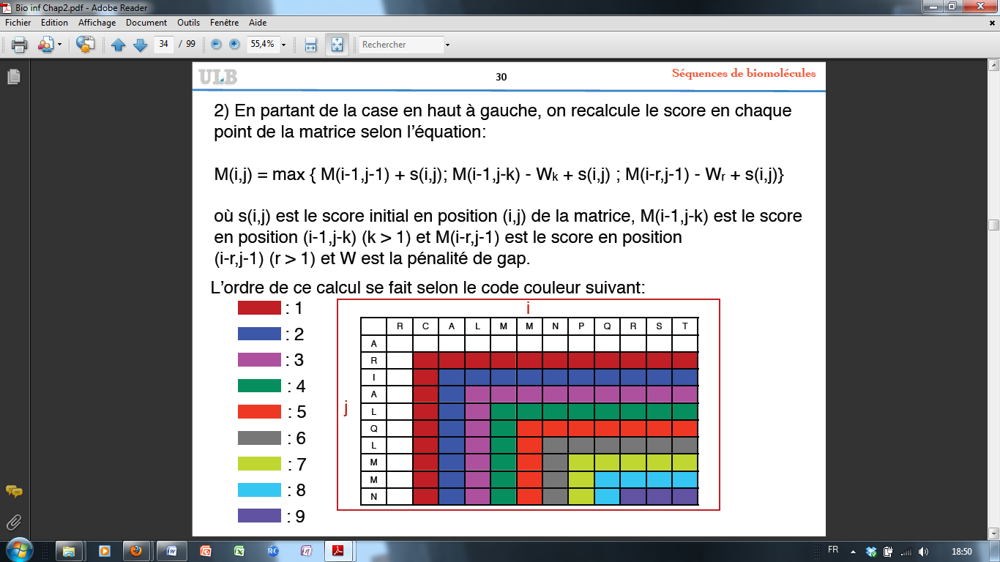 Bio inf Chap2.pdf - Adobe Reader
Fichier Edition Affichage Document Outils Fenêtre Aide
34 / 99 55,4% Rechercher
ULB 30 Séquences de biomolécules
2) En partant de la case en haut à gauche, on recalcule le score en chaque
point de la matrice selon l'équation:
M(i,j) = max { M(i-1,j-1) + s(i,j); M(i-1,j-k) - Wk + s(i,j) ; M(i-r,j-1) - Wr + s(i,j)}
où s(i,j) est le score initial en position (i,j) de la matrice, M(i-1,j-k) est le score
en position (i-1,j-k) (k > 1) et M(i-r,j-1) est le score en position
(i-r,j-1) (r > 1) et W est la pénalité de gap.
L'ordre de ce calcul se fait selon le code couleur suivant:
: 1
: 2
: 3
: 4
: 5
: 6
: 7
: 8
: 9
i
R C A L M M N P Q R S T
A
R
I
A
j
L
Q
L
M
M
N
FR 18:50